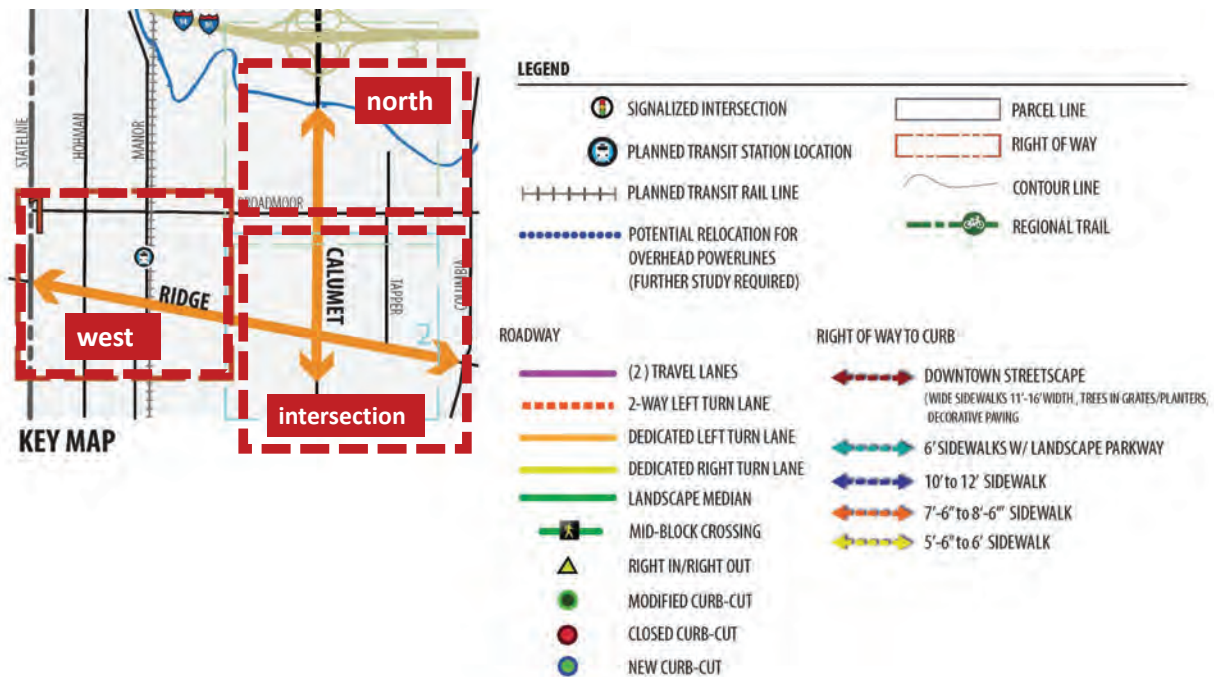 94
80
3
north
STATELNIE
HOHMAN
MANOR
BROADMOOR
CALUMET
TAPPER
COLUMBIA
RIDGE
2
west
intersection
KEY MAP
LEGEND
SIGNALIZED INTERSECTION
PLANNED TRANSIT STATION LOCATION
PLANNED TRANSIT RAIL LINE
POTENTIAL RELOCATION FOR
OVERHEAD POWERLINES
(FURTHER STUDY REQUIRED)
PARCEL LINE
RIGHT OF WAY
CONTOUR LINE
REGIONAL TRAIL
ROADWAY
(2) TRAVEL LANES
2-WAY LEFT TURN LANE
DEDICATED LEFT TURN LANE
DEDICATED RIGHT TURN LANE
LANDSCAPE MEDIAN
MID-BLOCK CROSSING
RIGHT IN/RIGHT OUT
MODIFIED CURB-CUT
CLOSED CURB-CUT
NEW CURB-CUT
RIGHT OF WAY TO CURB
DOWNTOWN STREETSCAPE
(WIDE SIDEWALKS 11'-16' WIDTH , TREES IN GRATES/PLANTERS,
DECORATIVE PAVING
6' SIDEWALKS W/ LANDSCAPE PARKWAY
10' to 12' SIDEWALK
7'-6" to 8'-6"' SIDEWALK
5'-6" to 6' SIDEWALK